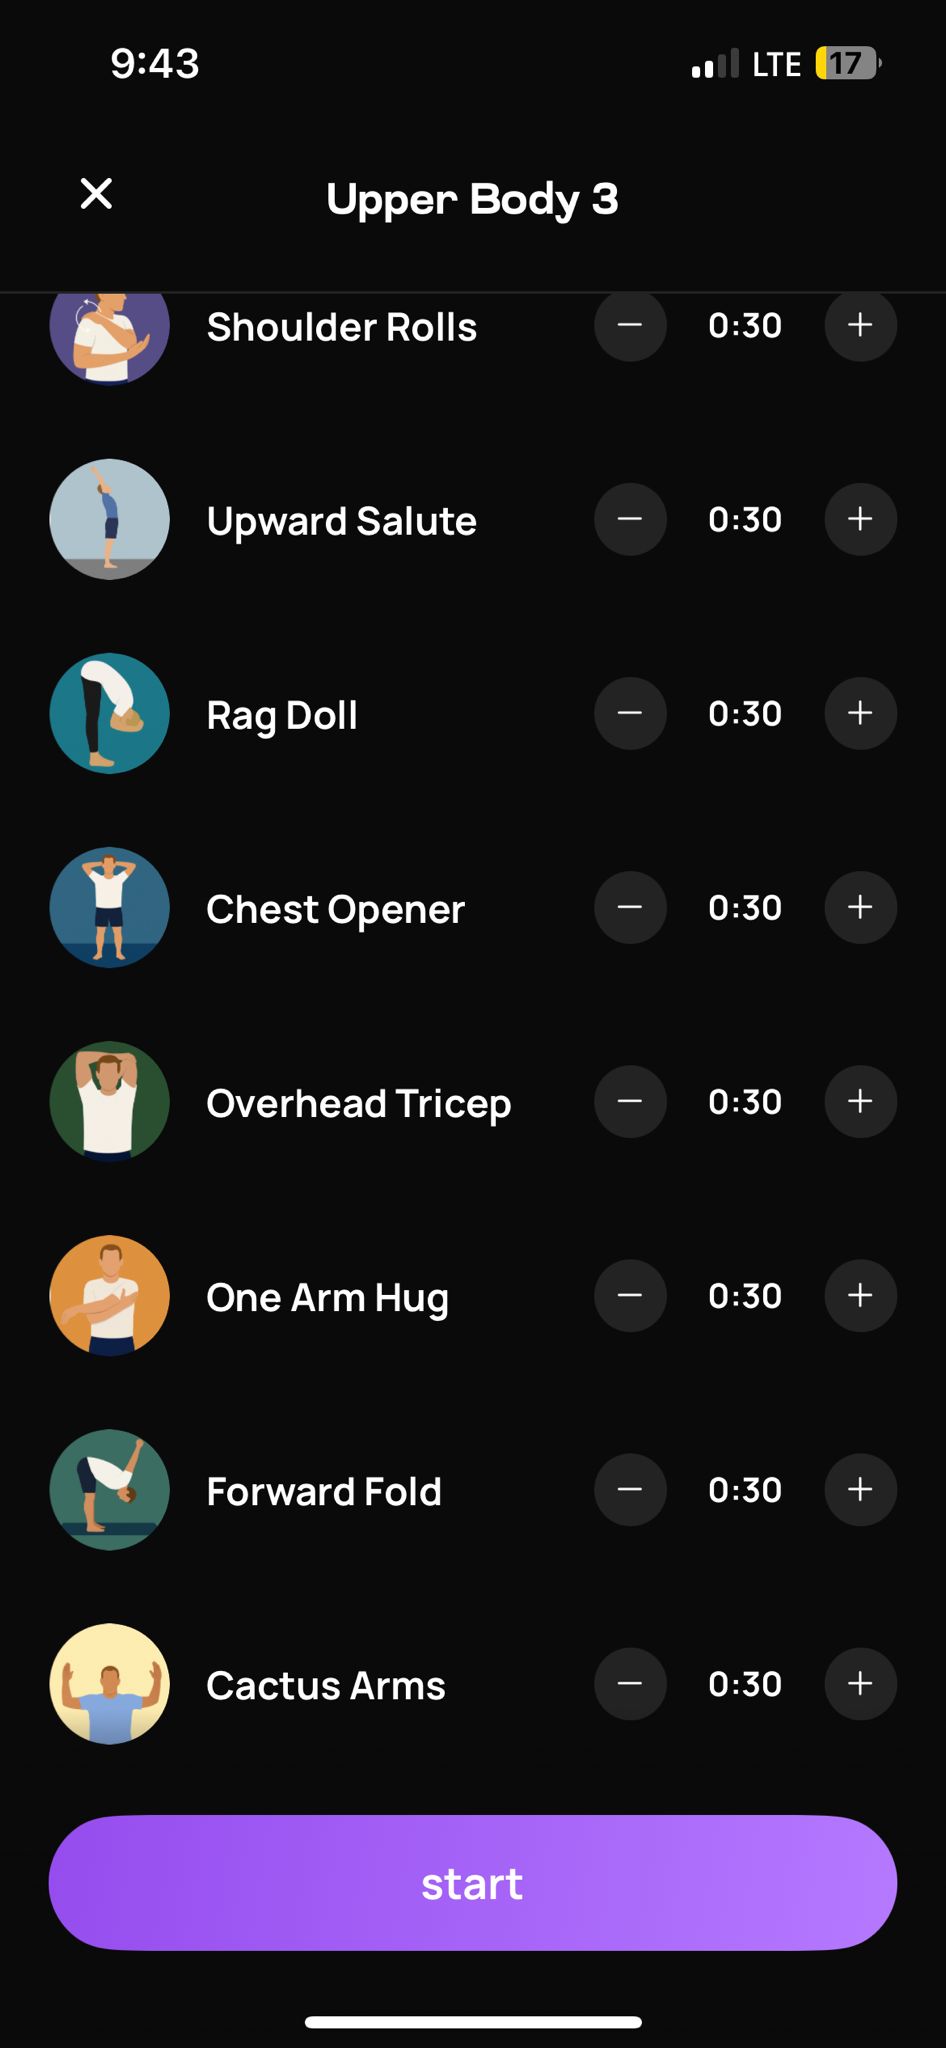 9:43
LTE 17
Upper Body 3
Shoulder Rolls − 0:30 +
Upward Salute − 0:30 +
Rag Doll − 0:30 +
Chest Opener − 0:30 +
Overhead Tricep − 0:30 +
One Arm Hug − 0:30 +
Forward Fold − 0:30 +
Cactus Arms − 0:30 +
start